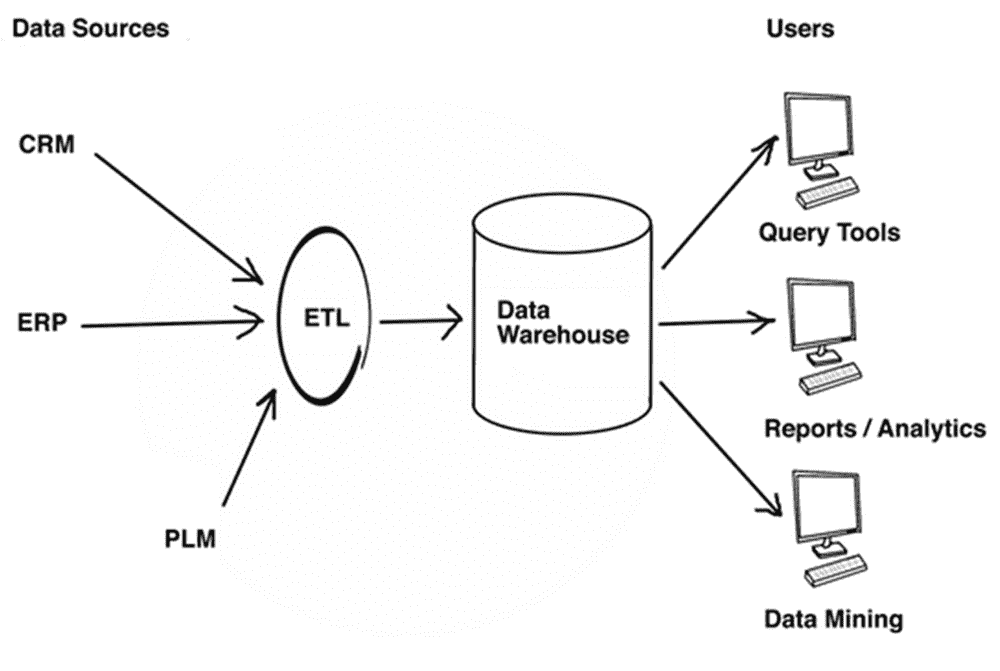 Data Sources
Users
CRM
ERP
PLM
ETL
Data
Warehouse
Query Tools
Reports / Analytics
Data Mining